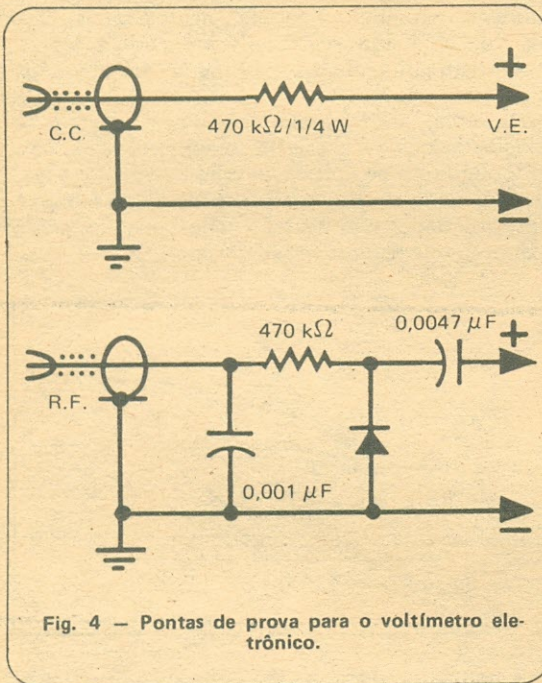 +
C.C.
470 kΩ/1/4 W
V.E.
−
470 kΩ
0,0047 µF
+
R.F.
0,001 µF
−
Fig. 4 — Pontas de prova para o voltímetro ele-
trônico.